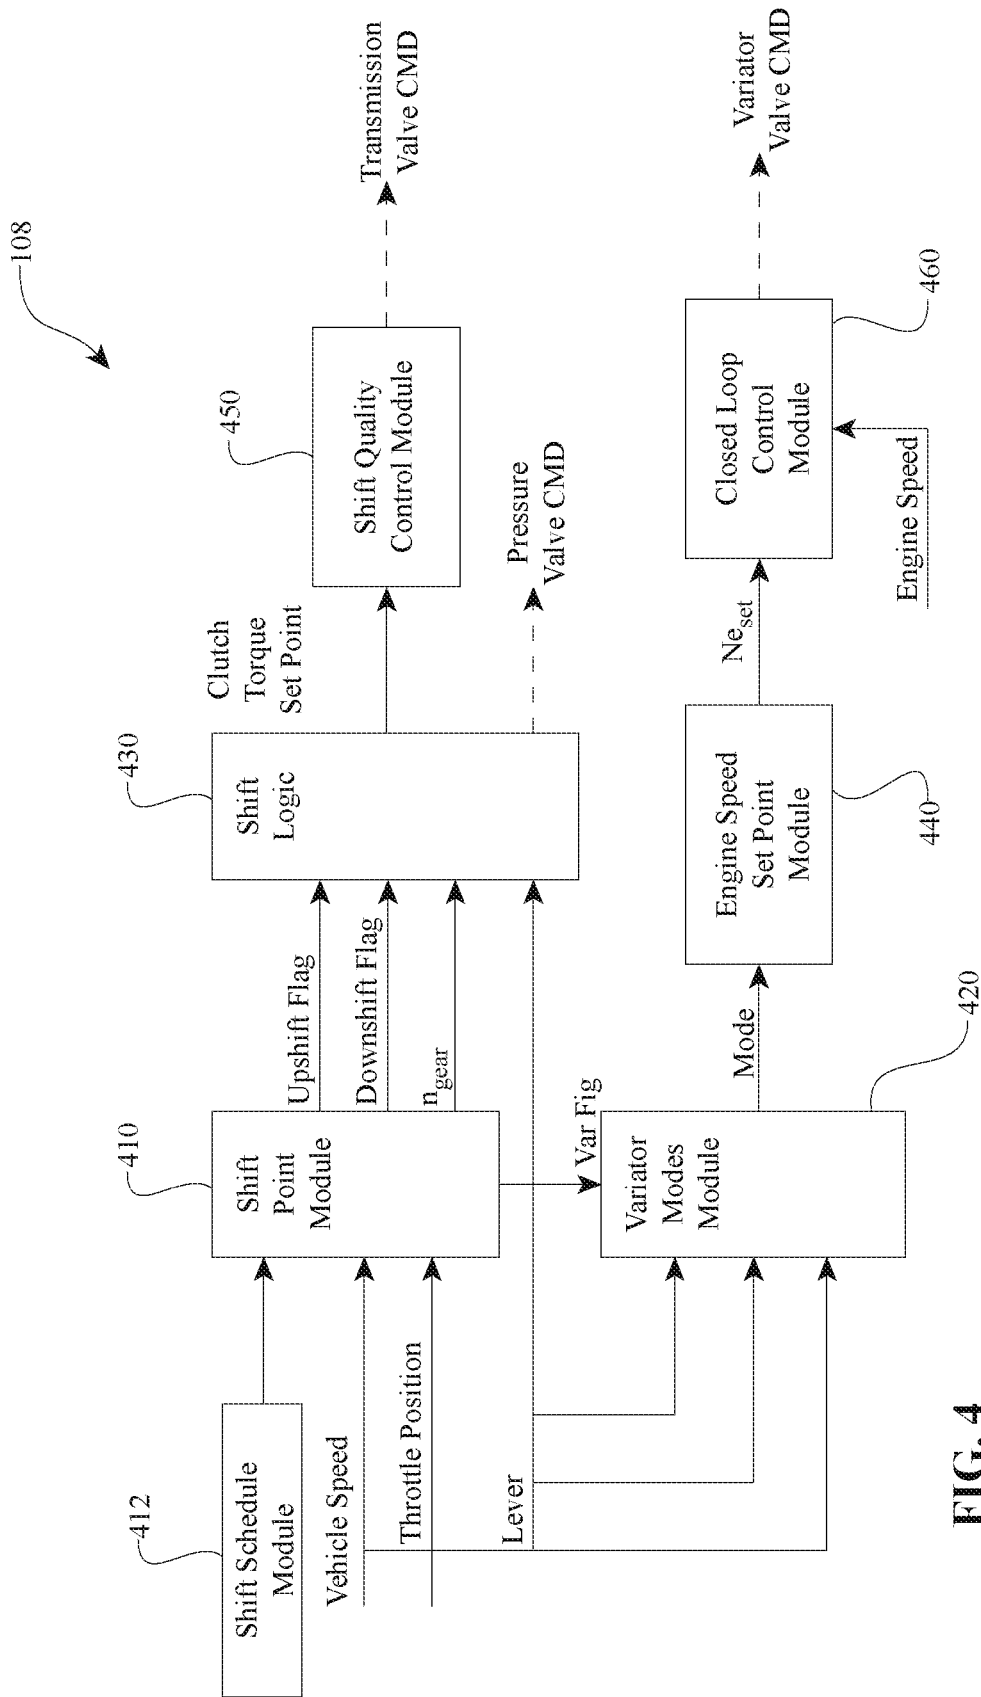 108
412
Shift Schedule
Module
Vehicle Speed
Throttle Position
Lever
410
Shift
Point
Module
Upshift Flag
Downshift Flag
n_gear
Var Fig
430
Shift
Logic
Clutch
Torque
Set Point
450
Shift Quality
Control Module
Transmission
Valve CMD
Pressure
Valve CMD
Variator
Modes
Module
420
Mode
Engine Speed
Set Point
Module
440
Ne_set
Closed Loop
Control
Module
460
Engine Speed
Variator
Valve CMD
FIG. 4